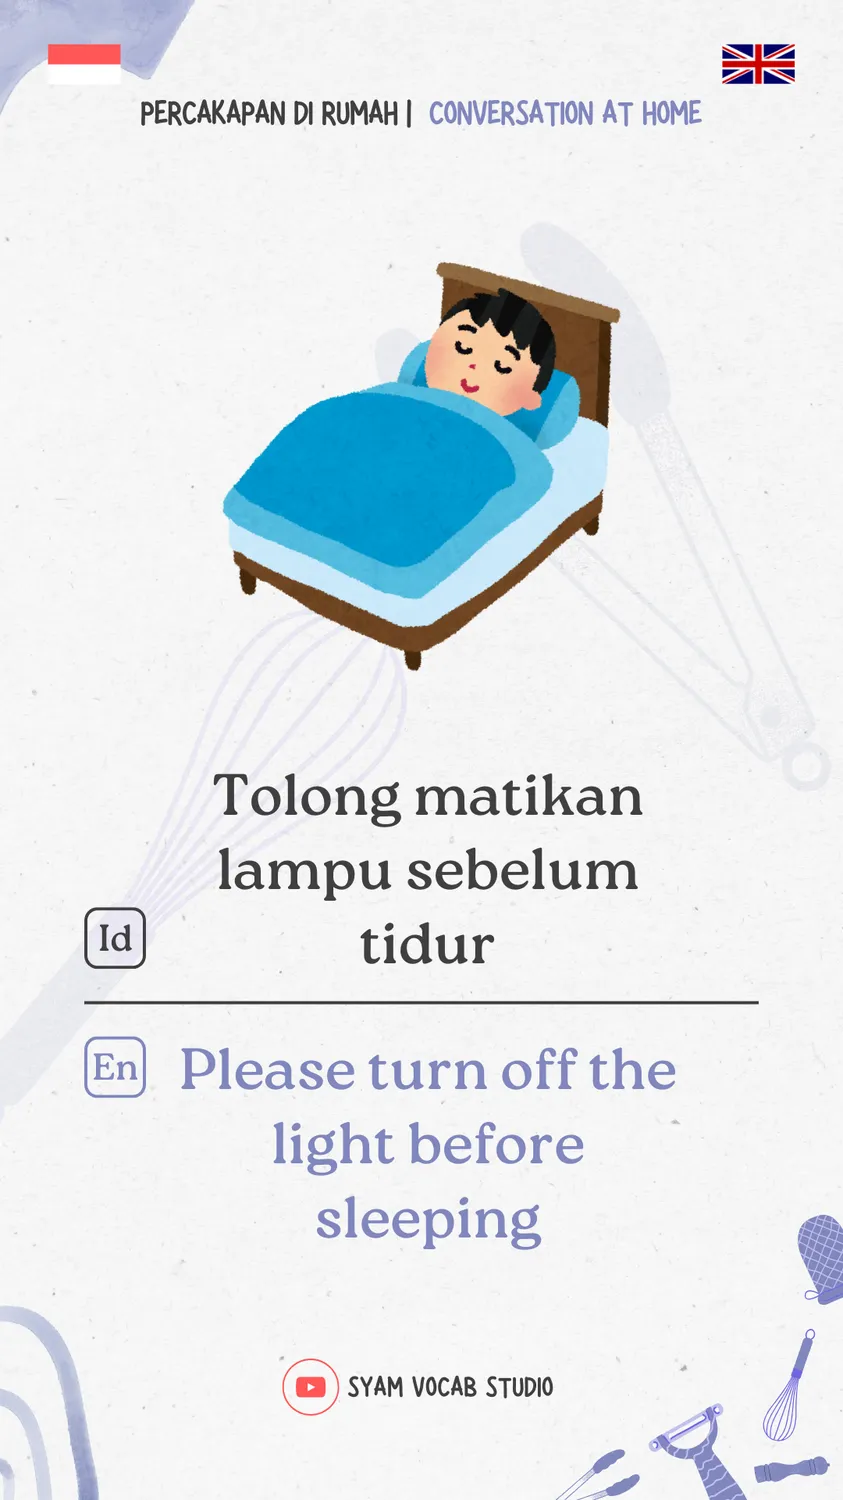 PERCAKAPAN DI RUMAH | CONVERSATION AT HOME
Tolong matikan
lampu sebelum
tidur
Id
En
Please turn off the
light before
sleeping
SYAM VOCAB STUDIO